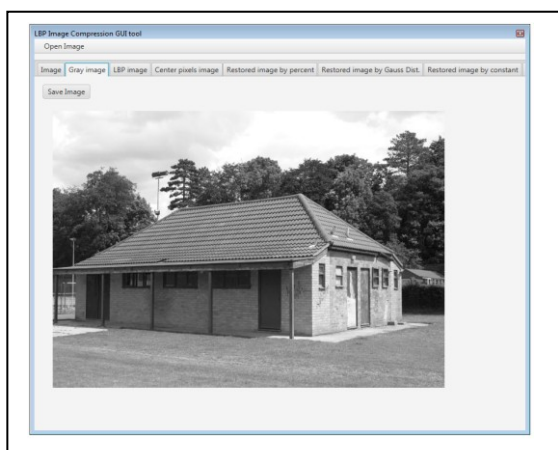 LBP Image Compression GUI tool
Open Image
Image Gray image LBP image Center pixels image Restored image by percent Restored image by Gauss Dist. Restored image by constant
Save Image